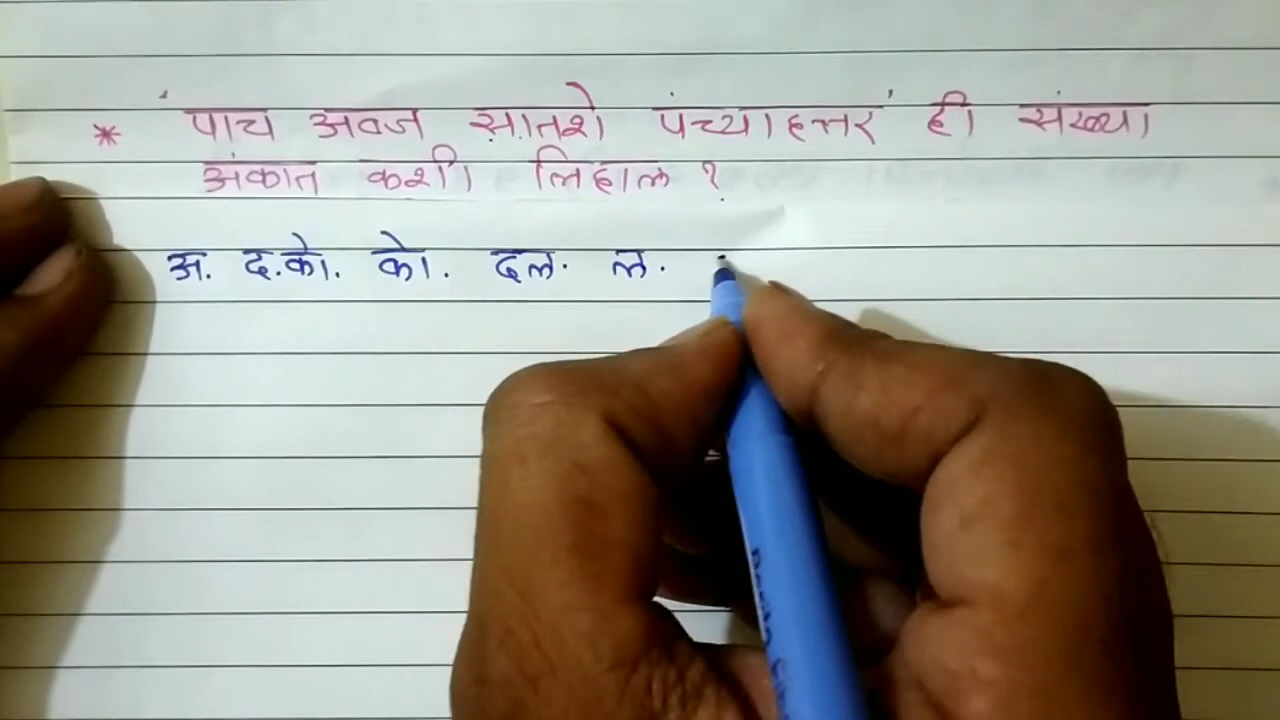 * 'पाच अब्ज सातशे पंच्याहत्तर' ही संख्या
अंकात कशी लिहाल ?
अ. द.को. को. दल. ल.